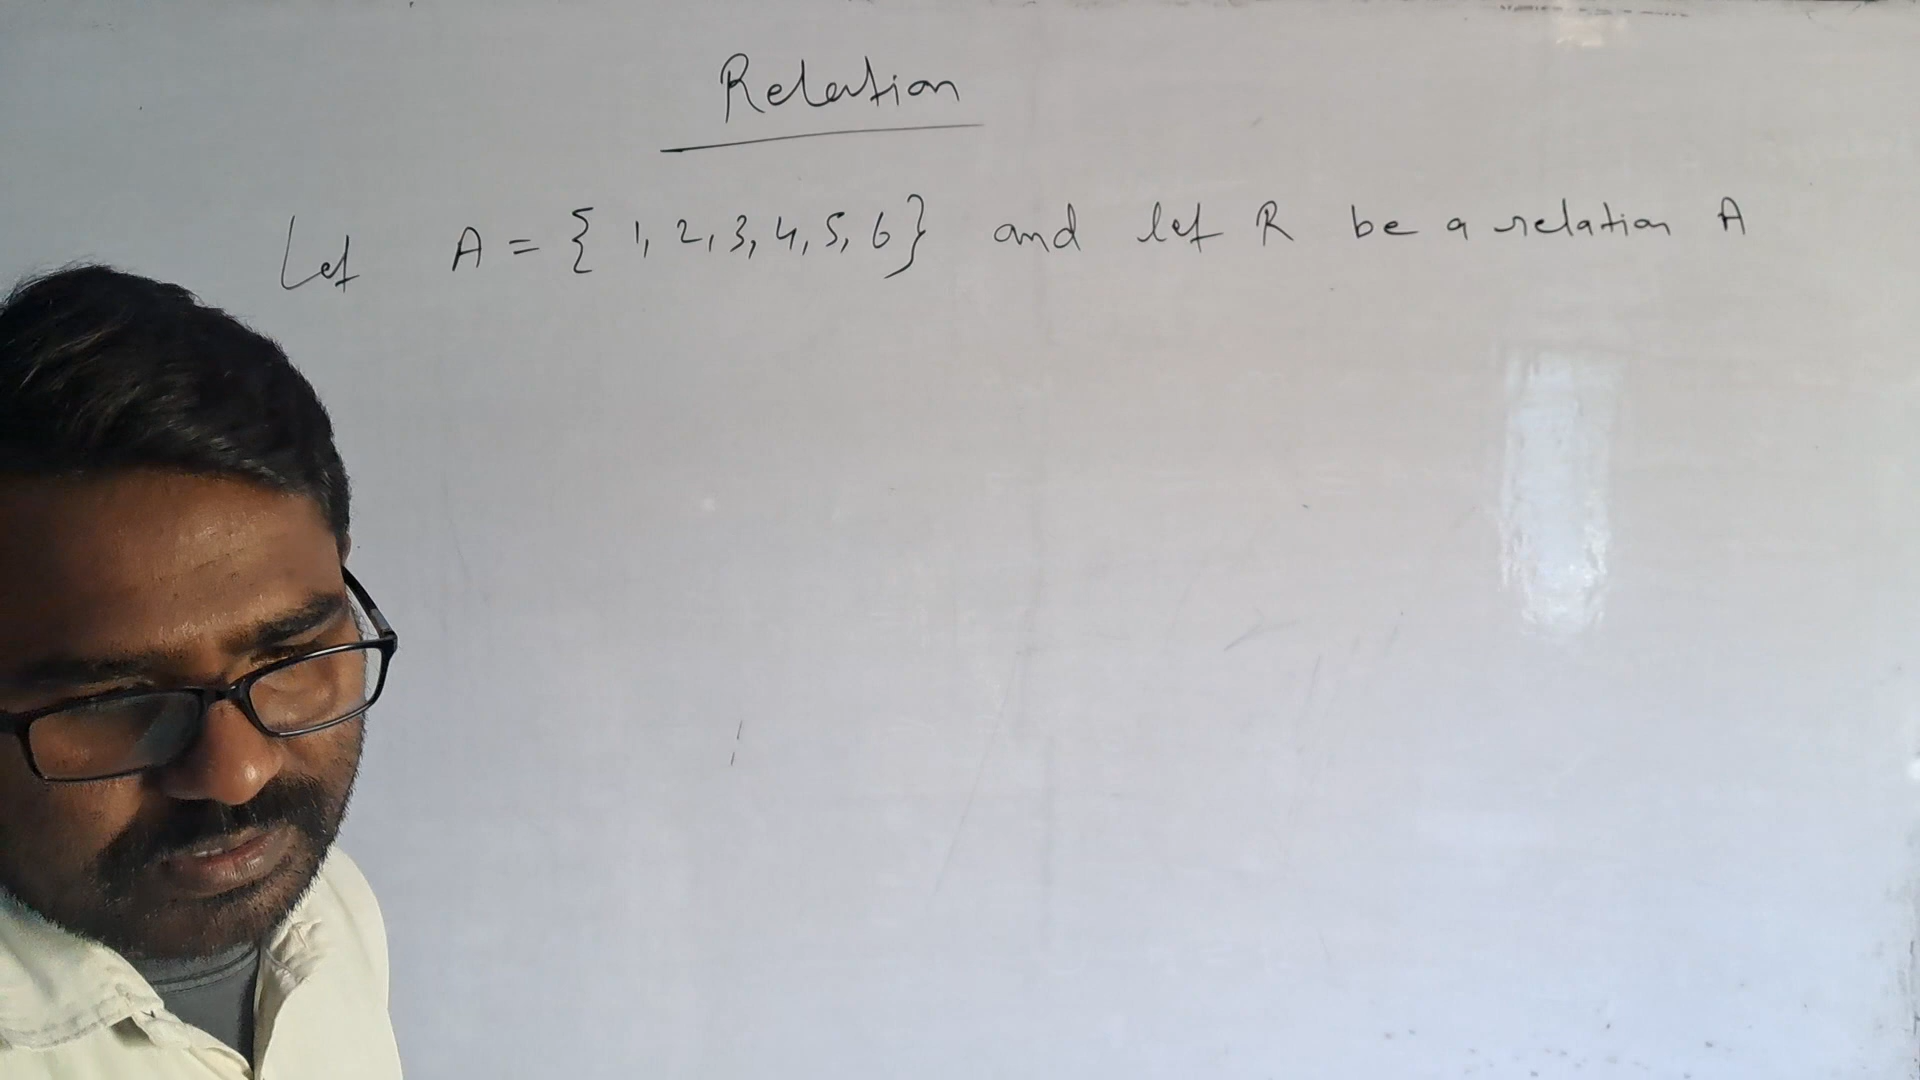 Relation
Let A = { 1, 2, 3, 4, 5, 6 } and let R be a relation A